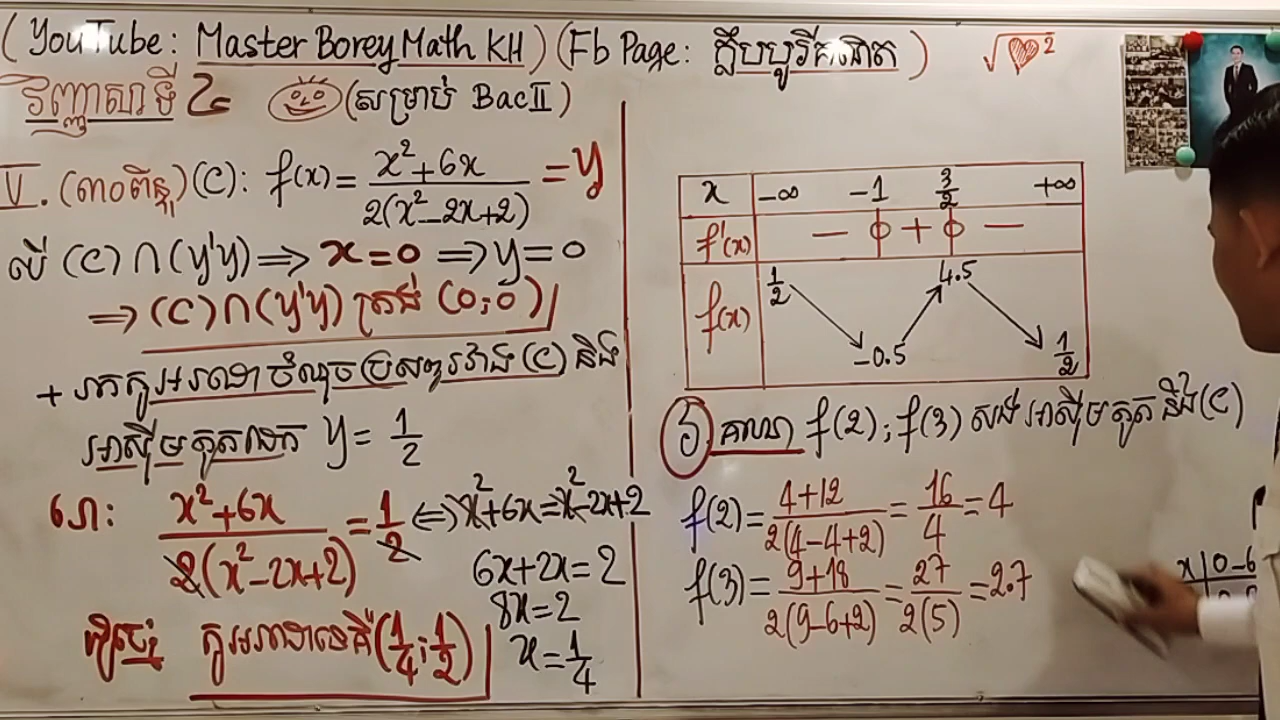 (YouTube: Master Borey Math KH) (Fb Page: ក្លឹបបូរីគណិត) √♡²
វិញ្ញាសាទី 2 (សម្រាប់ BacII)
V. (៣០ពិន្ទុ) (C): f(x) = (x²+6x)/(2(x²-2x+2)) = y
បើ (C)∩(y'y) ⇒ x=0 ⇒ y=0
⇒ (C)∩(y'y) ត្រង់ (0;0)
+ រកកូអរដោនេចំណុចប្រសព្វរវាង (C) និង
អាស៊ីមតូតដេក y = 1/2
គេបាន: (x²+6x)/(2(x²-2x+2)) = 1/2 ⟺ x²+6x = x²-2x+2
6x+2x=2
8x=2
x = 1/4
ដូចនេះ កូអរដោនេគឺ (1/4; 1/2)
x -∞ -1 3/2 +∞
f'(x) − 0 + 0 −
f(x) 1/2 -0.5 4.5 1/2
5. គណនា f(2); f(3) សង់ អាស៊ីមតូត និង (C)
f(2) = (4+12)/(2(4-4+2)) = 16/4 = 4
f(3) = (9+18)/(2(9-6+2)) = 27/(2(5)) = 2.7
x | 0 -6